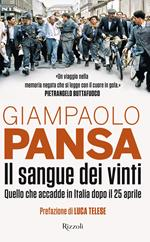 «Un viaggio nella
memoria negata che si legge con il cuore in gola.»
PIETRANGELO BUTTAFUOCO
GIAMPAOLO
PANSA
Il sangue dei vinti
Quello che accadde in Italia dopo il 25 aprile
Prefazione di LUCA TELESE
Rizzoli